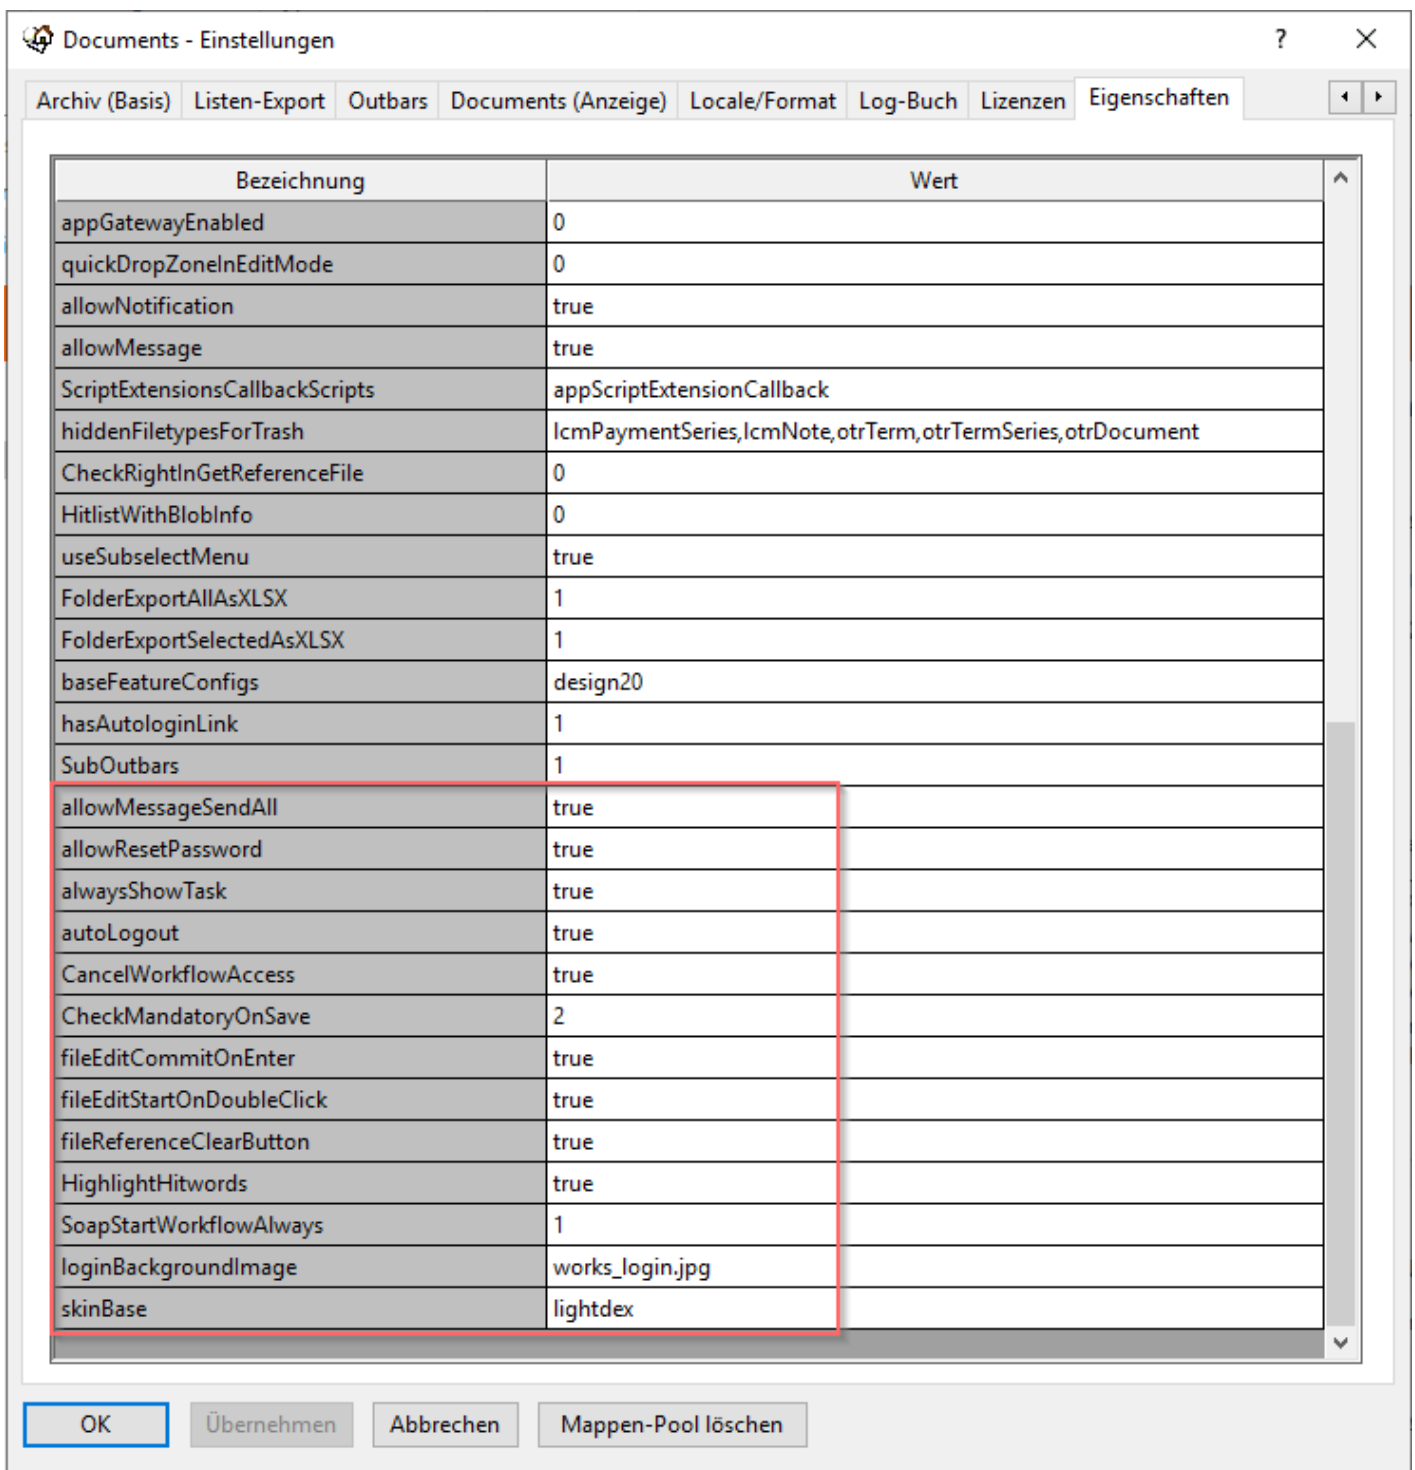 Documents - Einstellungen ?
Archiv (Basis) Listen-Export Outbars Documents (Anzeige) Locale/Format Log-Buch Lizenzen Eigenschaften
Bezeichnung Wert
appGatewayEnabled 0
quickDropZoneInEditMode 0
allowNotification true
allowMessage true
ScriptExtensionsCallbackScripts appScriptExtensionCallback
hiddenFiletypesForTrash lcmPaymentSeries,lcmNote,otrTerm,otrTermSeries,otrDocument
CheckRightInGetReferenceFile 0
HitlistWithBlobInfo 0
useSubselectMenu true
FolderExportAllAsXLSX 1
FolderExportSelectedAsXLSX 1
baseFeatureConfigs design20
hasAutologinLink 1
SubOutbars 1
allowMessageSendAll true
allowResetPassword true
alwaysShowTask true
autoLogout true
CancelWorkflowAccess true
CheckMandatoryOnSave 2
fileEditCommitOnEnter true
fileEditStartOnDoubleClick true
fileReferenceClearButton true
HighlightHitwords true
SoapStartWorkflowAlways 1
loginBackgroundImage works_login.jpg
skinBase lightdex
OK Übernehmen Abbrechen Mappen-Pool löschen